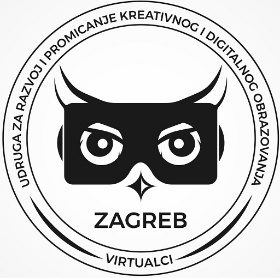 UDRUGA ZA RAZVOJ I PROMICANJE KREATIVNOG I DIGITALNOG OBRAZOVANJA
ZAGREB
VIRTUALCI